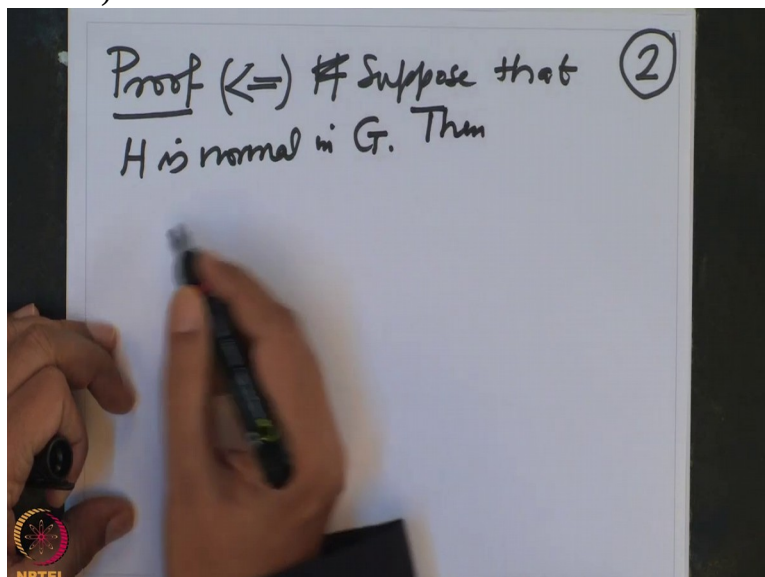 Proof (<=) Suppose that 2
H is normal in G. Then
NPTEL